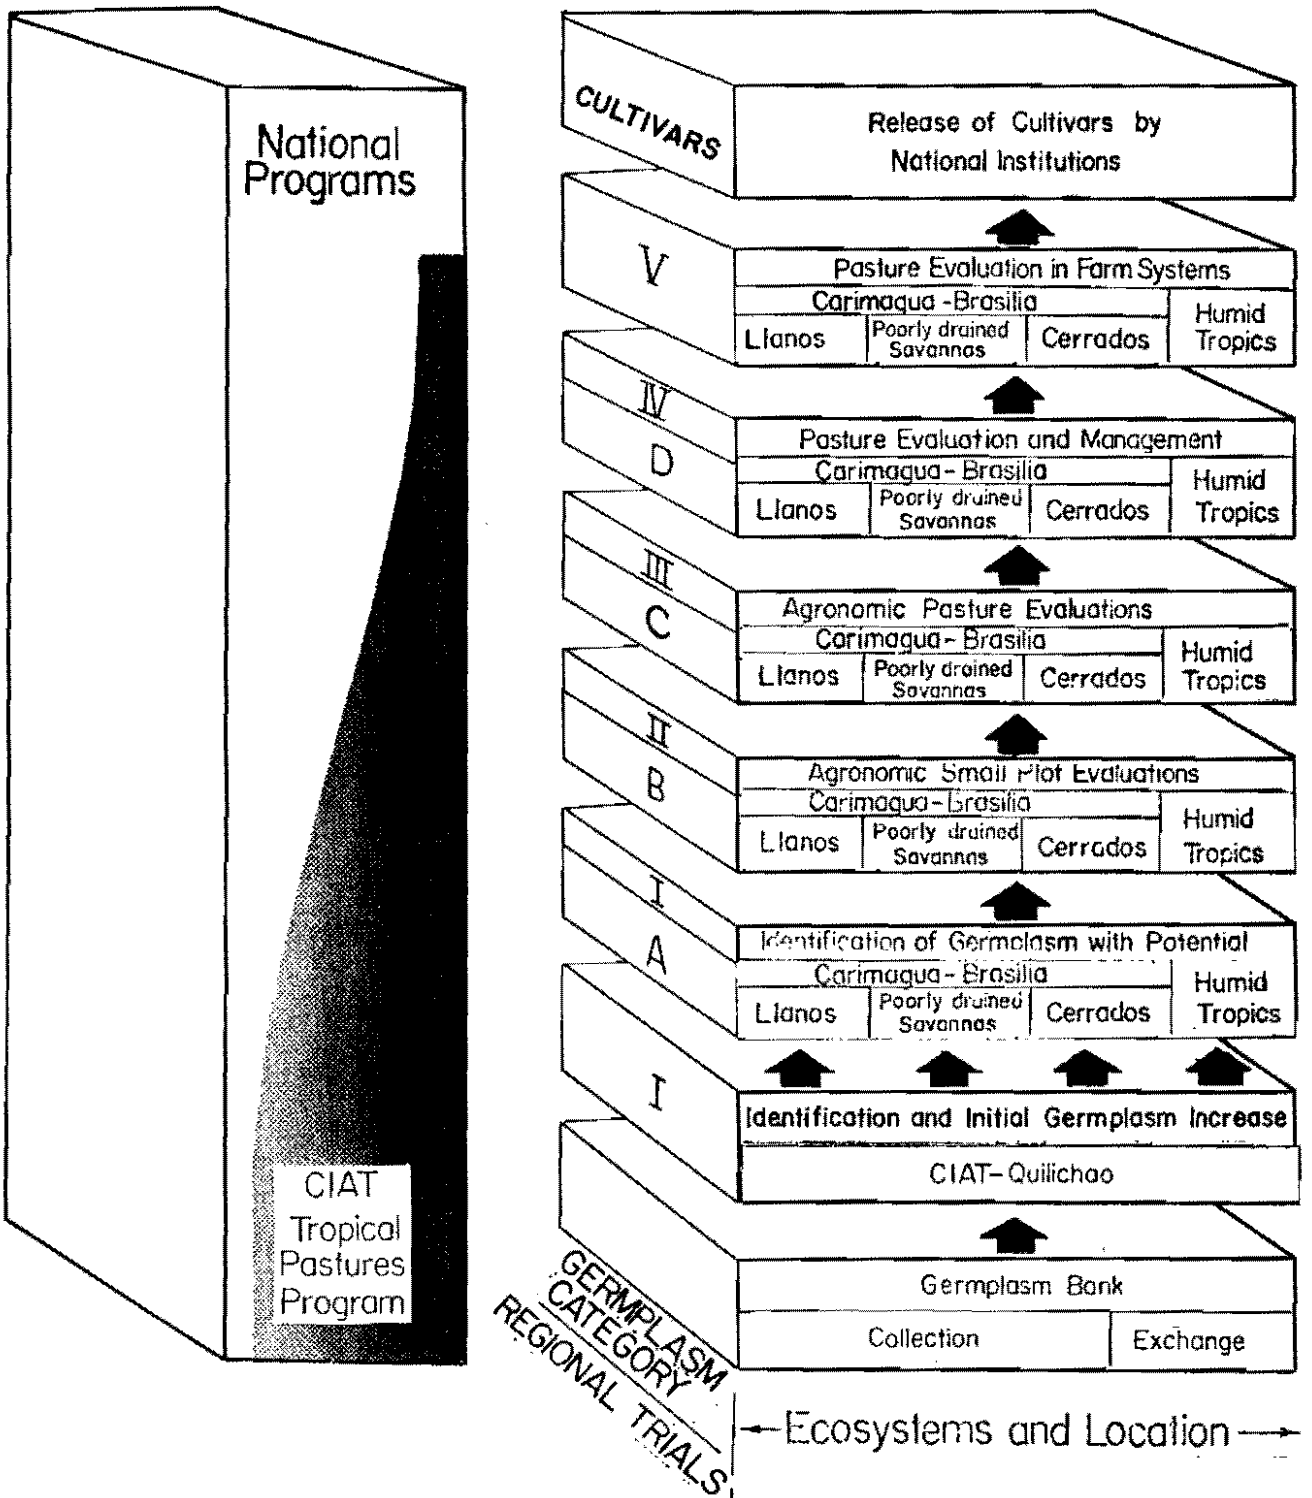 National
Programs
CIAT
Tropical
Pastures
Program
CULTIVARS
Release of Cultivars by
National Institutions
V
Pasture Evaluation in Farm Systems
Carimagua-Brasilia
Llanos
Poorly drained
Savannas
Cerrados
Humid
Tropics
IV
D
Pasture Evaluation and Management
Carimagua-Brasilia
Llanos
Poorly drained
Savannas
Cerrados
Humid
Tropics
III
C
Agronomic Pasture Evaluations
Carimagua-Brasilia
Llanos
Poorly drained
Savannas
Cerrados
Humid
Tropics
II
B
Agronomic Small Plot Evaluations
Carimagua-Brasilia
Llanos
Poorly drained
Savannas
Cerrados
Humid
Tropics
I
A
Identification of Germplasm with Potential
Carimagua-Brasilia
Llanos
Poorly drained
Savannas
Cerrados
Humid
Tropics
I
Identification and Initial Germplasm Increase
CIAT-Quilichao
Germplasm Bank
Collection
Exchange
GERMPLASM
CATEGORY
REGIONAL TRIALS
Ecosystems and Location